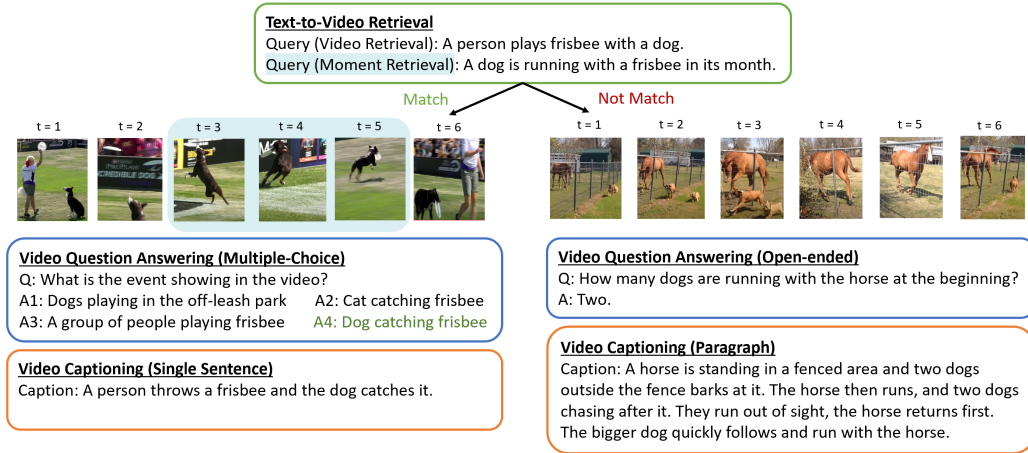 Text-to-Video Retrieval
Query (Video Retrieval): A person plays frisbee with a dog.
Query (Moment Retrieval): A dog is running with a frisbee in its month.
Match
Not Match
t = 1
t = 2
t = 3
t = 4
t = 5
t = 6
t = 1
t = 2
t = 3
t = 4
t = 5
t = 6
CREDIBLE DOG
Video Question Answering (Multiple-Choice)
Q: What is the event showing in the video?
A1: Dogs playing in the off-leash park
A2: Cat catching frisbee
A3: A group of people playing frisbee
A4: Dog catching frisbee
Video Captioning (Single Sentence)
Caption: A person throws a frisbee and the dog catches it.
Video Question Answering (Open-ended)
Q: How many dogs are running with the horse at the beginning?
A: Two.
Video Captioning (Paragraph)
Caption: A horse is standing in a fenced area and two dogs
outside the fence barks at it. The horse then runs, and two dogs
chasing after it. They run out of sight, the horse returns first.
The bigger dog quickly follows and run with the horse.